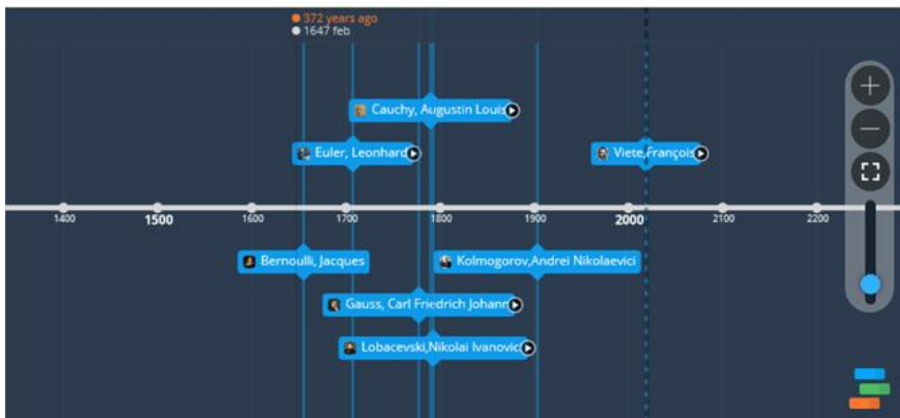 372 years ago
1647 feb
Cauchy, Augustin Louis
Euler, Leonhard
Viete,François
1400 1500 1600 1700 1800 1900 2000 2100 2200
Bernoulli, Jacques
Kolmogorov,Andrei Nikolaevici
Gauss, Carl Friedrich Johann
Lobacevski,Nikolai Ivanovic